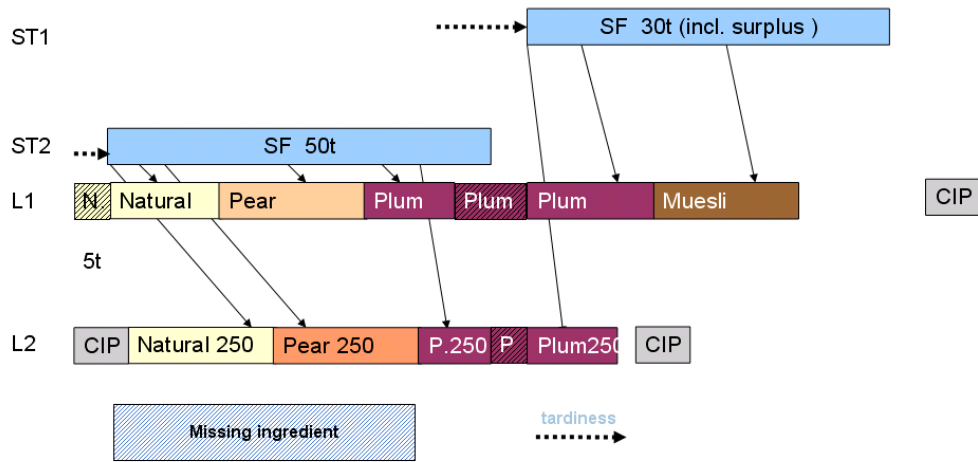 ST1
SF 30t (incl. surplus )
ST2
SF 50t
L1
N
Natural
Pear
Plum
Plum
Plum
Muesli
CIP
5t
L2
CIP
Natural 250
Pear 250
P.250
P
Plum250
CIP
Missing ingredient
tardiness